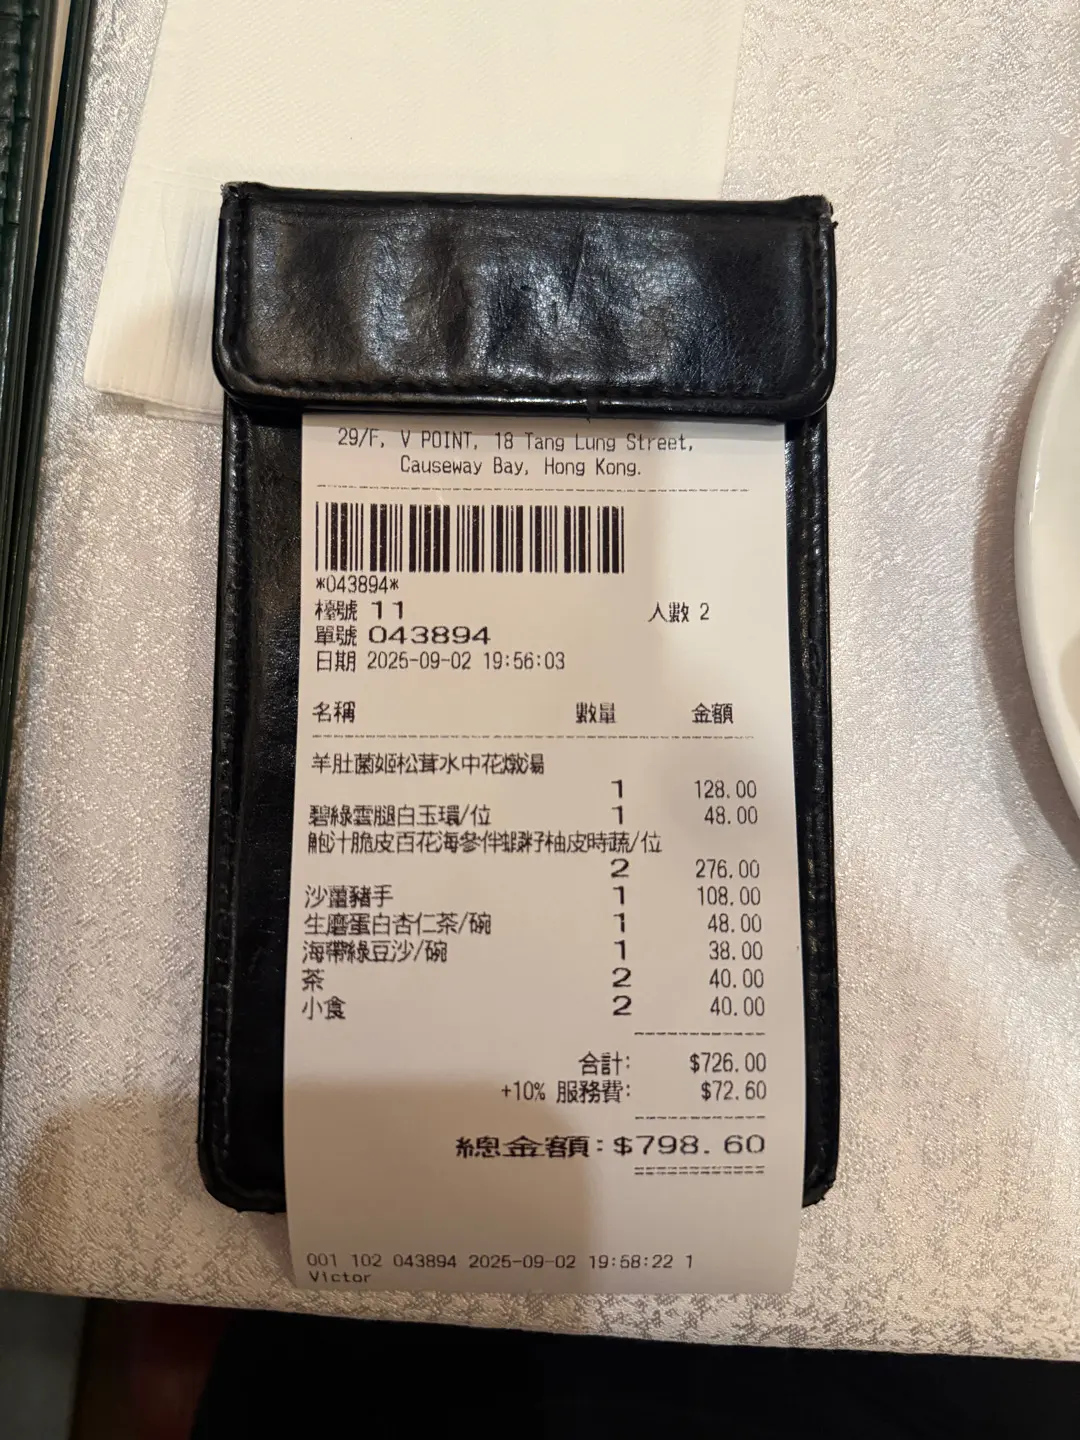 29/F, V POINT, 18 Tang Lung Street,
Causeway Bay, Hong Kong.
*043894*
檯號 11 人數 2
單號 043894
日期 2025-09-02 19:56:03
名稱 數量 金額
羊肚菌姬松茸水中花燉湯
1 128.00
碧綠雲腿白玉環/位 1 48.00
鮑汁脆皮百花海參伴蝦籽柚皮時蔬/位
2 276.00
沙薑豬手 1 108.00
生磨蛋白杏仁茶/碗 1 48.00
海帶綠豆沙/碗 1 38.00
茶 2 40.00
小食 2 40.00
合計: $726.00
+10% 服務費: $72.60
總金額: $798.60
001 102 043894 2025-09-02 19:58:22 1
Victor